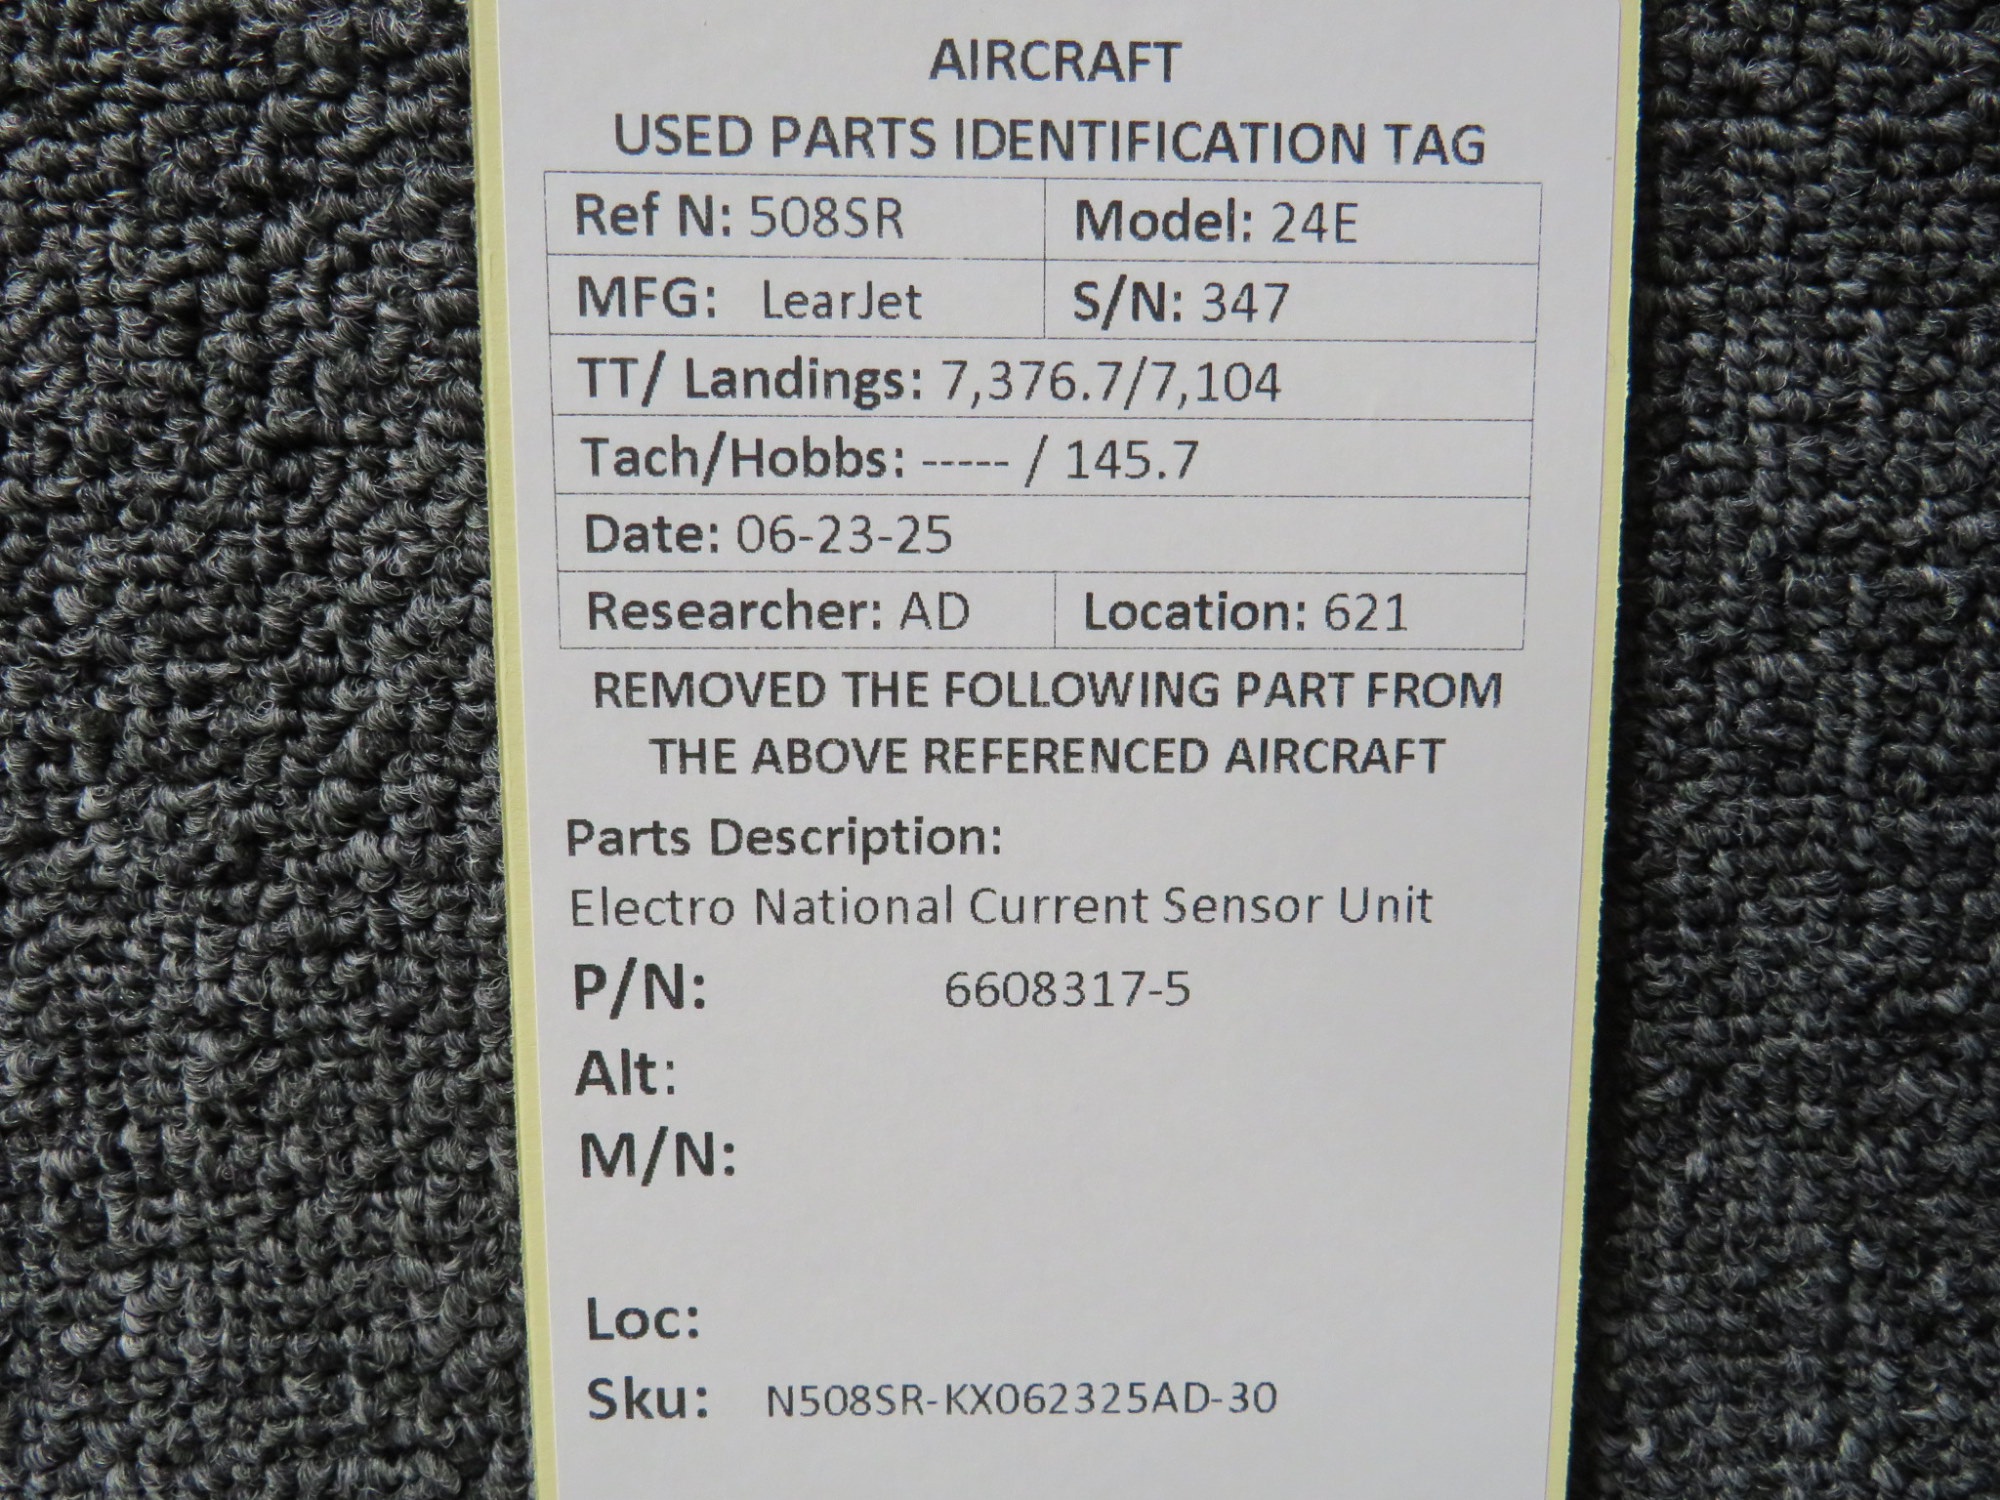 AIRCRAFT
USED PARTS IDENTIFICATION TAG
Ref N: 508SR Model: 24E
MFG: LearJet S/N: 347
TT/ Landings: 7,376.7/7,104
Tach/Hobbs: ----- / 145.7
Date: 06-23-25
Researcher: AD Location: 621
REMOVED THE FOLLOWING PART FROM
THE ABOVE REFERENCED AIRCRAFT
Parts Description:
Electro National Current Sensor Unit
P/N: 6608317-5
Alt:
M/N:
Loc:
Sku: N508SR-KX062325AD-30